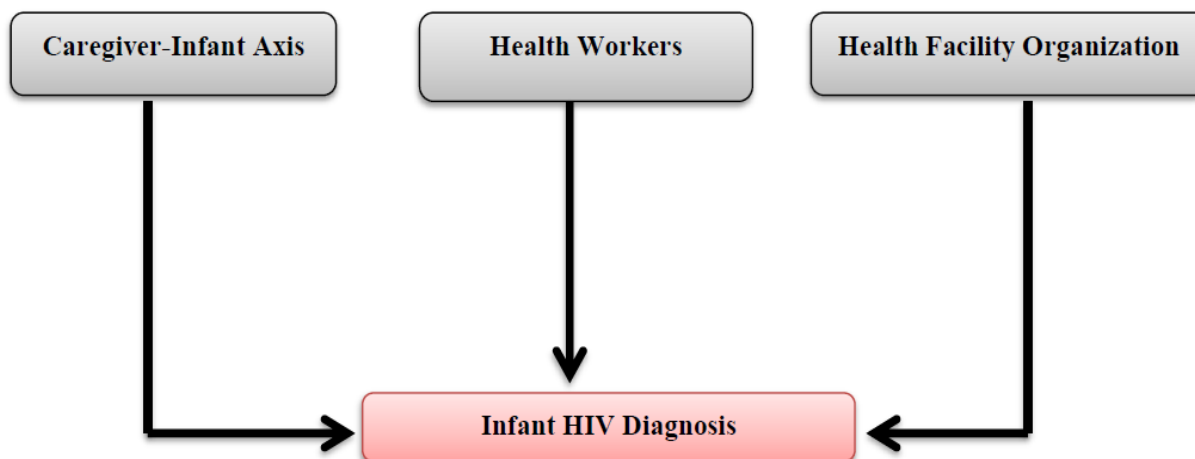 Caregiver-Infant Axis
Health Workers
Health Facility Organization
Infant HIV Diagnosis